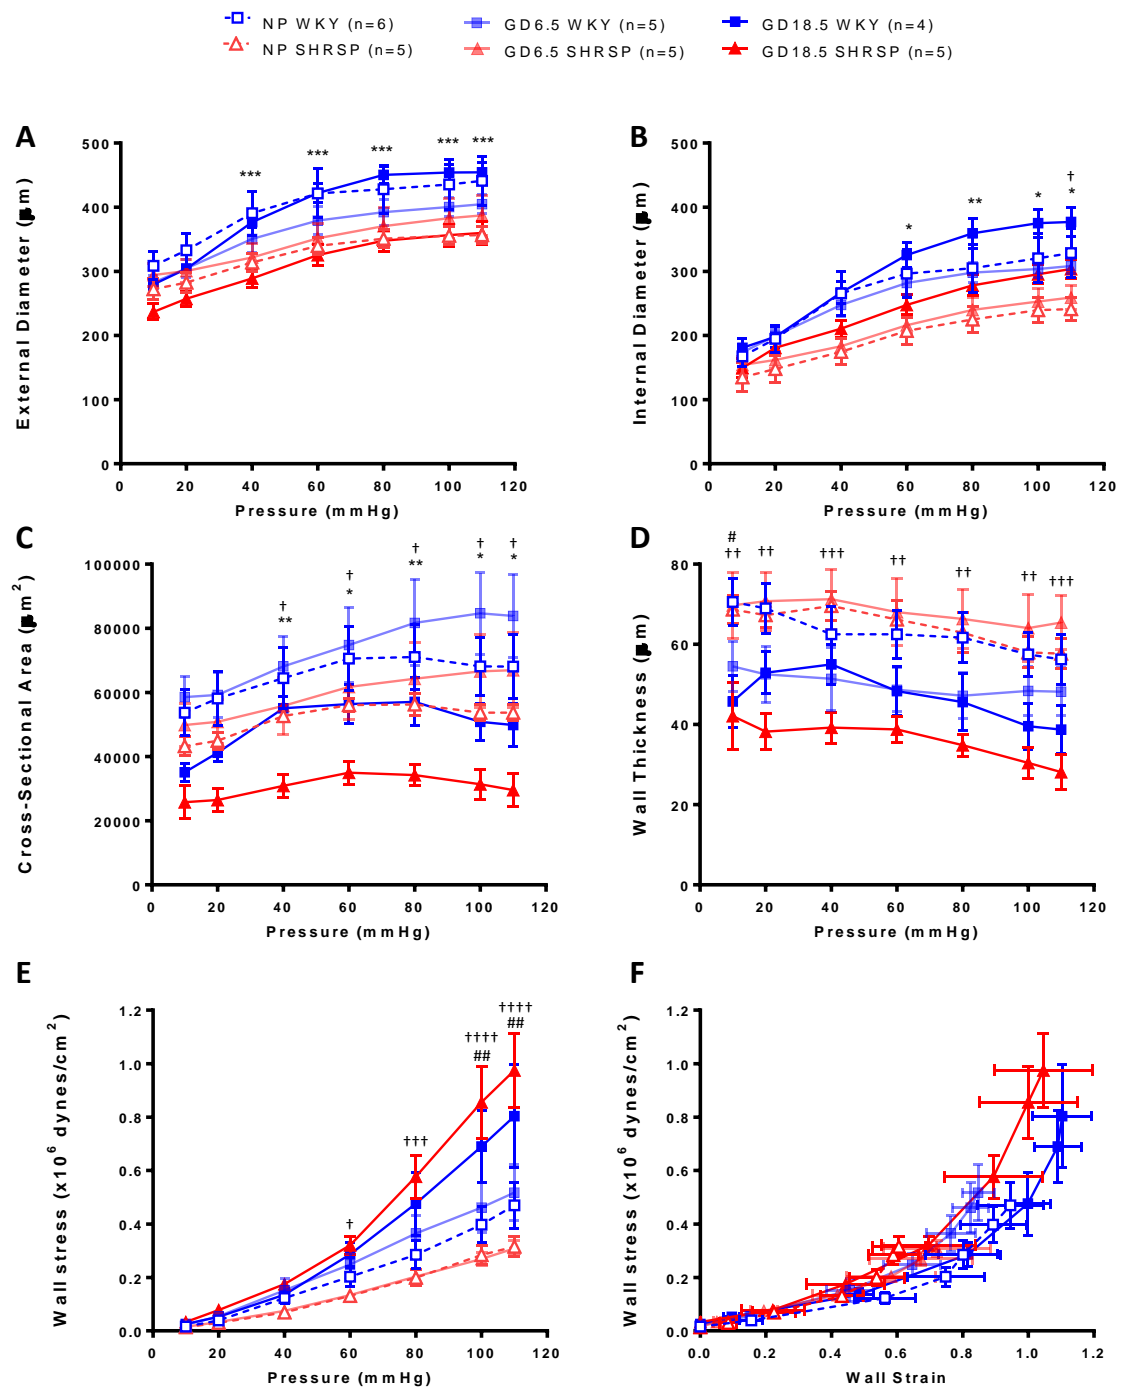 NP WKY (n=6) GD6.5 WKY (n=5) GD18.5 WKY (n=4)
NP SHRSP (n=5) GD6.5 SHRSP (n=5) GD18.5 SHRSP (n=5)
A
External Diameter (μm)
500
400
300
200
100
0
*** *** *** *** ***
0 20 40 60 80 100 120
Pressure (mmHg)
B
Internal Diameter (μm)
500
400
300
200
100
0
†
* ** * *
0 20 40 60 80 100 120
Pressure (mmHg)
C
Cross-Sectional Area (μm²)
100000
80000
60000
40000
20000
0
† † † † †
** * ** * *
0 20 40 60 80 100 120
Pressure (mmHg)
D
Wall Thickness (μm)
80
60
40
20
0
#
†† †† ††† †† †† †† †††
0 20 40 60 80 100 120
Pressure (mmHg)
E
Wall stress (x10⁶ dynes/cm²)
1.2
1.0
0.8
0.6
0.4
0.2
0.0
† ††† †††† ††††
## ##
0 20 40 60 80 100 120
Pressure (mmHg)
F
Wall stress (x10⁶ dynes/cm²)
1.2
1.0
0.8
0.6
0.4
0.2
0.0
0.0 0.2 0.4 0.6 0.8 1.0 1.2
Wall Strain